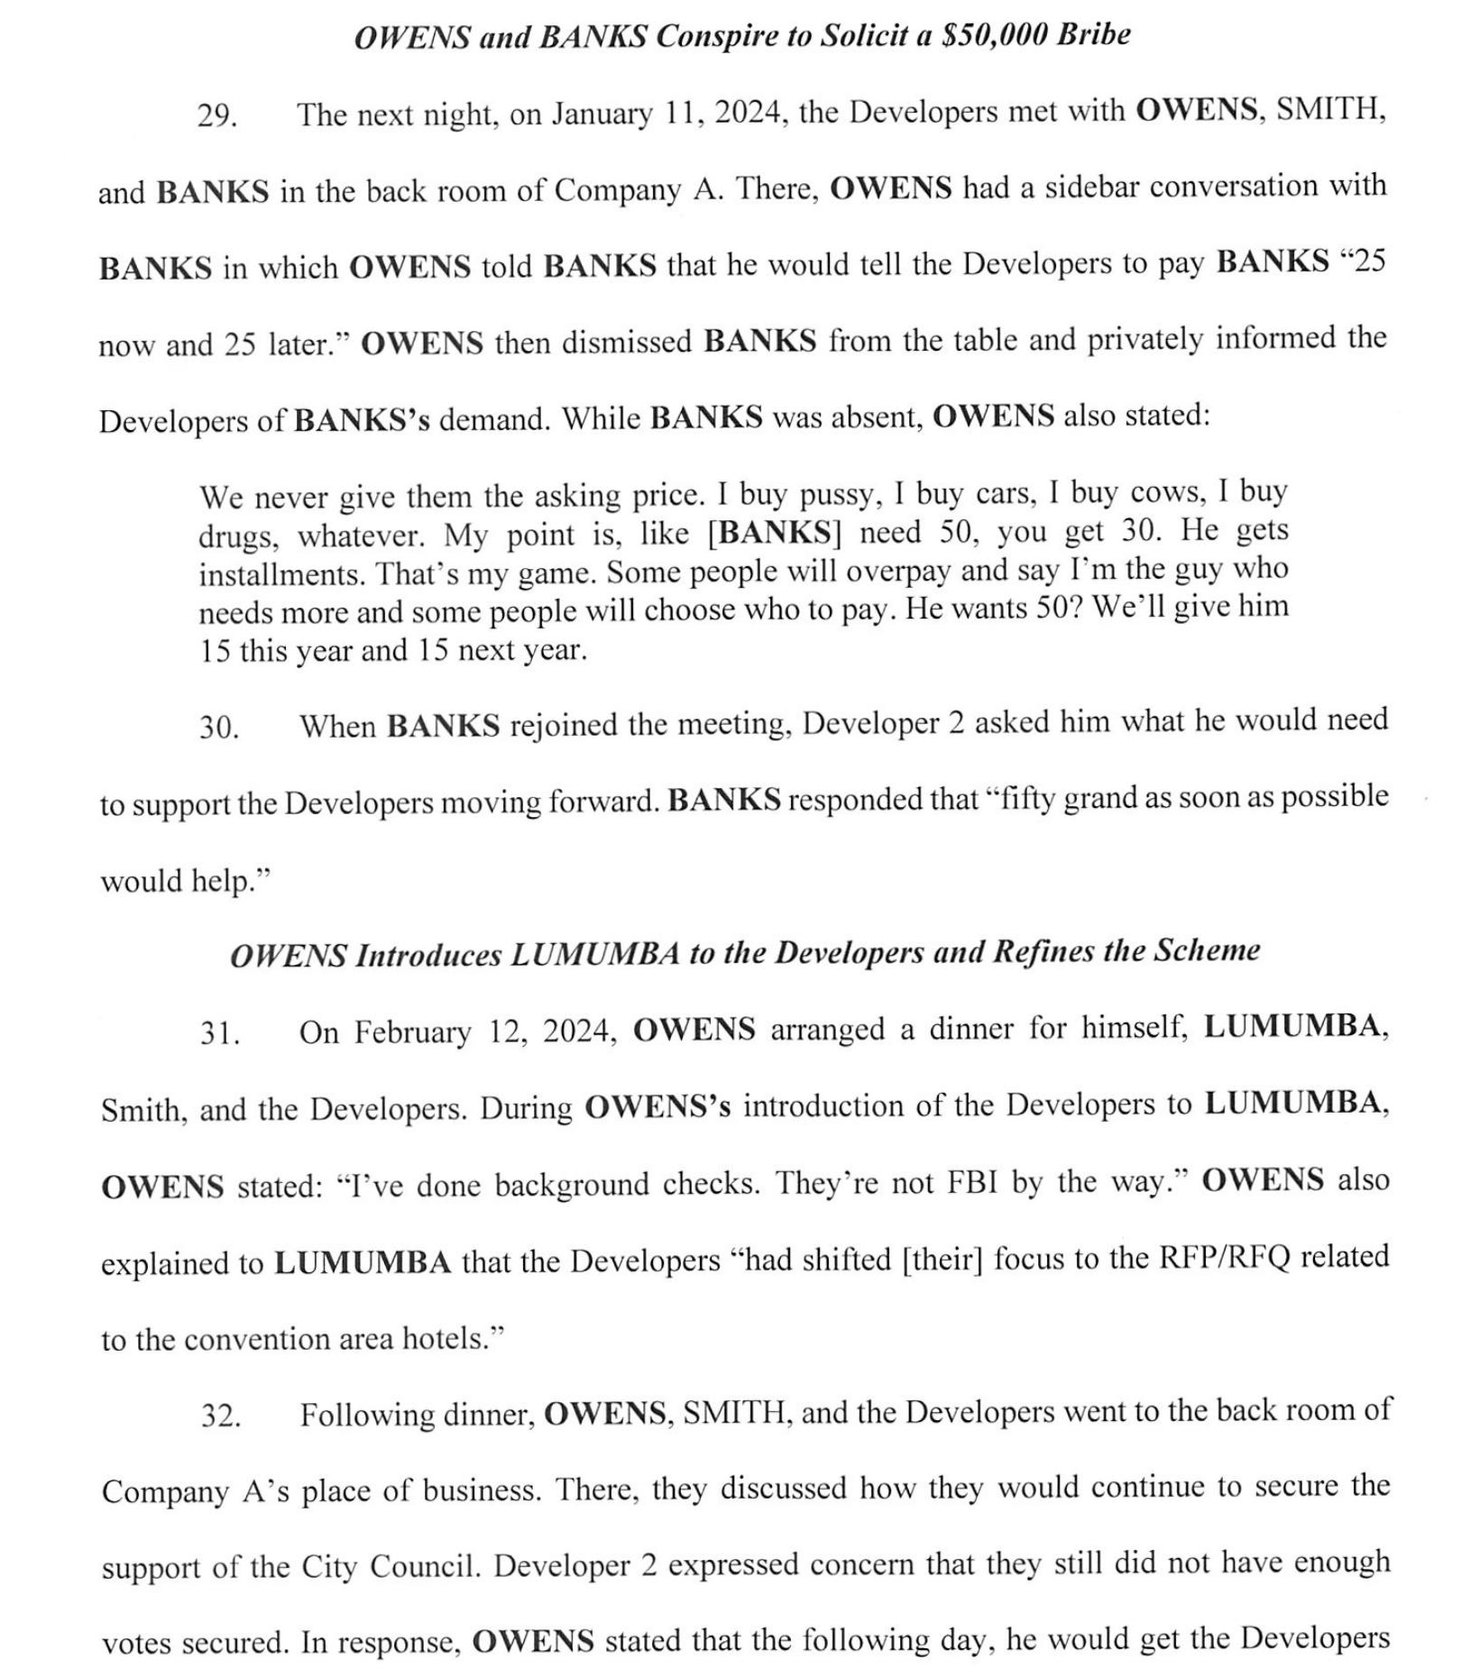 OWENS and BANKS Conspire to Solicit a $50,000 Bribe
29. The next night, on January 11, 2024, the Developers met with OWENS, SMITH,
and BANKS in the back room of Company A. There, OWENS had a sidebar conversation with
BANKS in which OWENS told BANKS that he would tell the Developers to pay BANKS “25
now and 25 later.” OWENS then dismissed BANKS from the table and privately informed the
Developers of BANKS’s demand. While BANKS was absent, OWENS also stated:
We never give them the asking price. I buy pussy, I buy cars, I buy cows, I buy
drugs, whatever. My point is, like [BANKS] need 50, you get 30. He gets
installments. That’s my game. Some people will overpay and say I’m the guy who
needs more and some people will choose who to pay. He wants 50? We’ll give him
15 this year and 15 next year.
30. When BANKS rejoined the meeting, Developer 2 asked him what he would need
to support the Developers moving forward. BANKS responded that “fifty grand as soon as possible
would help.”
OWENS Introduces LUMUMBA to the Developers and Refines the Scheme
31. On February 12, 2024, OWENS arranged a dinner for himself, LUMUMBA,
Smith, and the Developers. During OWENS’s introduction of the Developers to LUMUMBA,
OWENS stated: “I’ve done background checks. They’re not FBI by the way.” OWENS also
explained to LUMUMBA that the Developers “had shifted [their] focus to the RFP/RFQ related
to the convention area hotels.”
32. Following dinner, OWENS, SMITH, and the Developers went to the back room of
Company A’s place of business. There, they discussed how they would continue to secure the
support of the City Council. Developer 2 expressed concern that they still did not have enough
votes secured. In response, OWENS stated that the following day, he would get the Developers